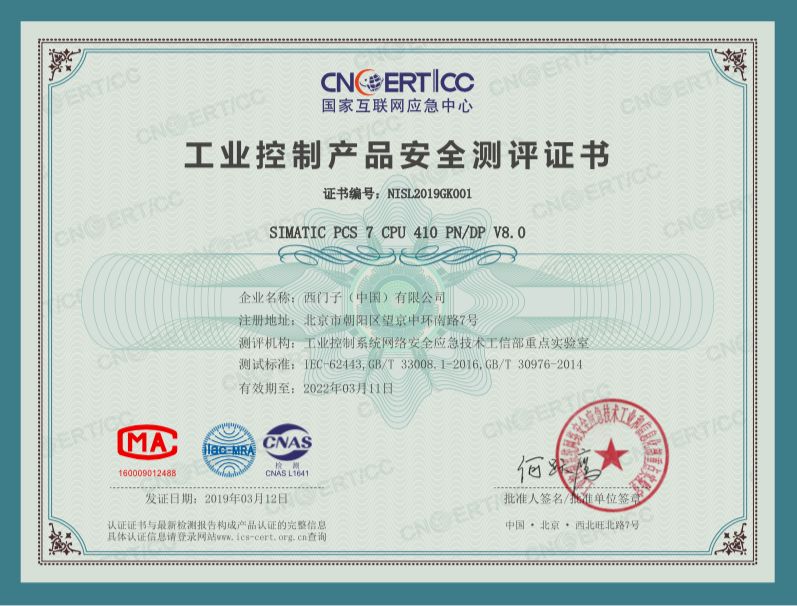 CNCERT/CC
国家互联网应急中心
工业控制产品安全测评证书
证书编号：NISL2019GK001
SIMATIC PCS 7 CPU 410 PN/DP V8.0
企业名称：西门子（中国）有限公司
注册地址：北京市朝阳区望京中环南路7号
测评机构：工业控制系统网络安全应急技术工信部重点实验室
测试标准：IEC-62443,GB/T 33008.1-2016,GB/T 30976-2014
有效期至：2022年03月11日
MA
160009012488
ilac-MRA
CNAS
检 测
CNAS L1641
发证日期：2019年03月12日
批准人签名/批准单位签章
认证证书与最新检测报告构成产品认证的完整信息
具体认证信息请登录网站www.ics-cert.org.cn查询
中国·北京·西北旺北路7号